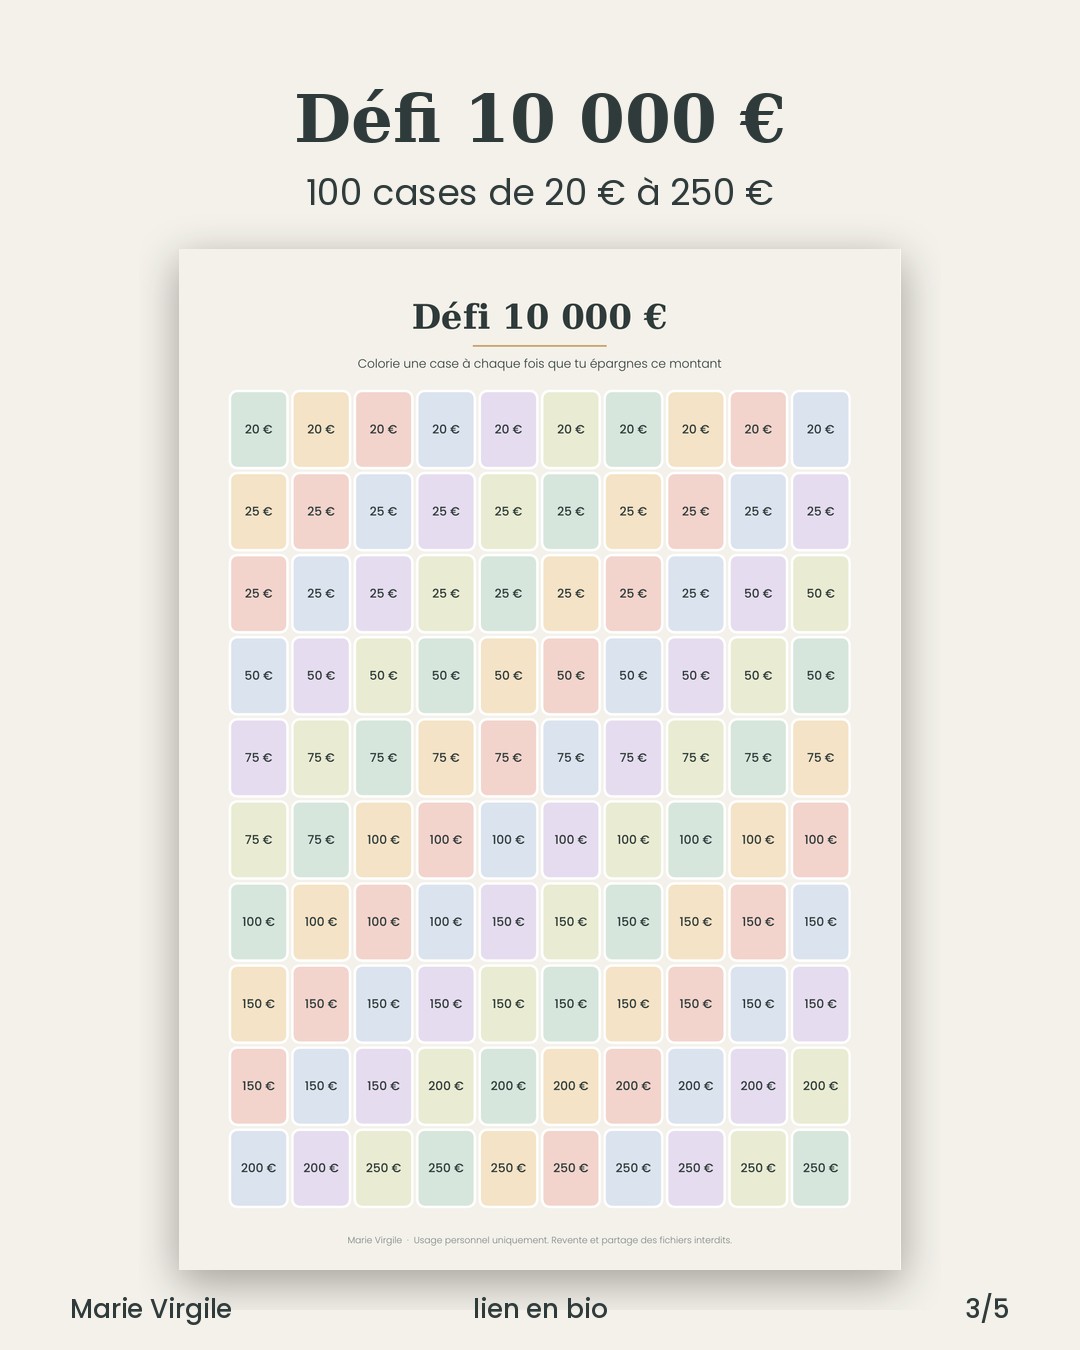 Défi 10 000 €
100 cases de 20 € à 250 €
Défi 10 000 €
Colorie une case à chaque fois que tu épargnes ce montant
20 € 20 € 20 € 20 € 20 € 20 € 20 € 20 € 20 € 20 €
25 € 25 € 25 € 25 € 25 € 25 € 25 € 25 € 25 € 25 €
25 € 25 € 25 € 25 € 25 € 25 € 25 € 25 € 50 € 50 €
50 € 50 € 50 € 50 € 50 € 50 € 50 € 50 € 50 € 50 €
75 € 75 € 75 € 75 € 75 € 75 € 75 € 75 € 75 € 75 €
75 € 75 € 100 € 100 € 100 € 100 € 100 € 100 € 100 € 100 €
100 € 100 € 100 € 100 € 150 € 150 € 150 € 150 € 150 € 150 €
150 € 150 € 150 € 150 € 150 € 150 € 150 € 150 € 150 € 150 €
150 € 150 € 150 € 200 € 200 € 200 € 200 € 200 € 200 € 200 €
200 € 200 € 250 € 250 € 250 € 250 € 250 € 250 € 250 € 250 €
Marie Virgile · Usage personnel uniquement. Revente et partage des fichiers interdits.
Marie Virgile lien en bio 3/5